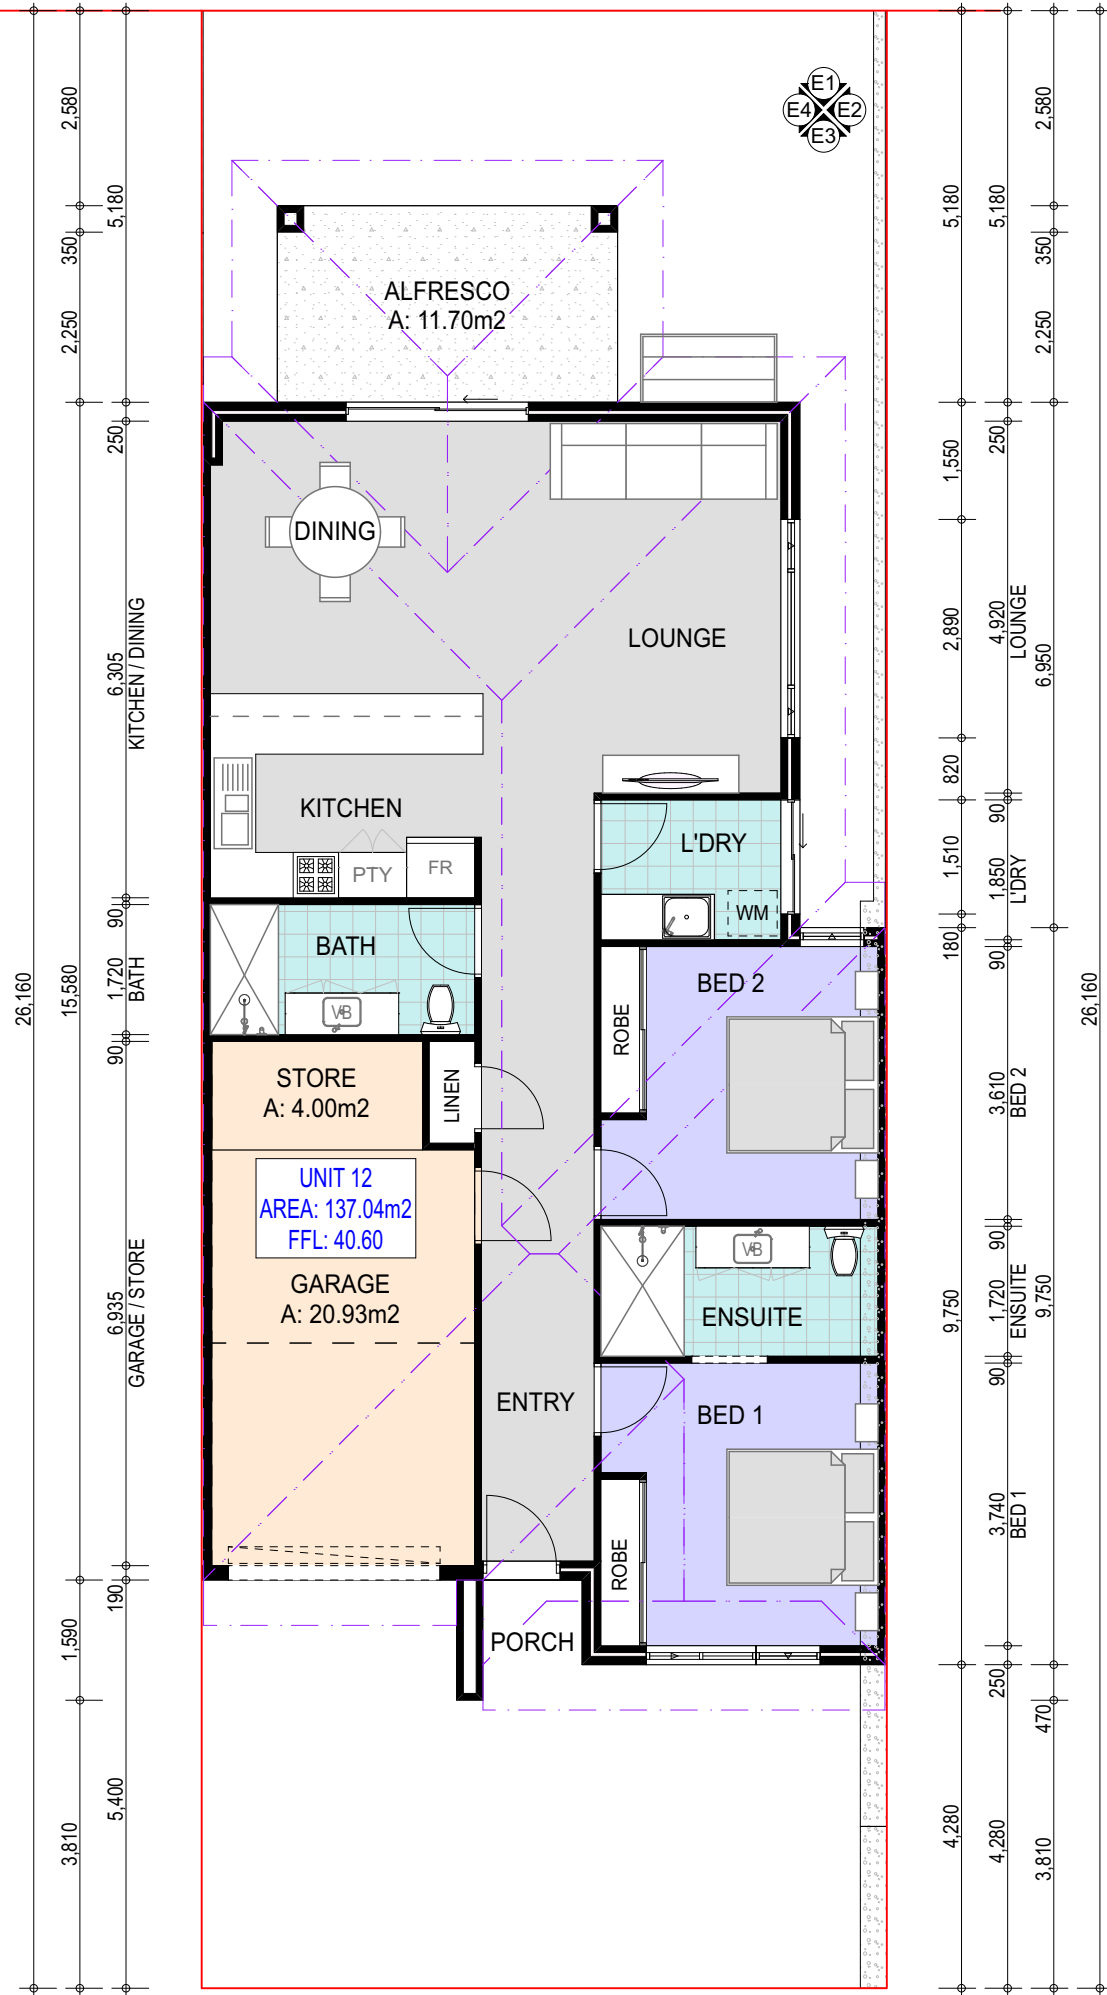 E1
E4
E2
E3
ALFRESCO
A: 11.70m2
DINING
LOUNGE
KITCHEN
PTY
FR
L'DRY
WM
BATH
VB
BED 2
ROBE
STORE
A: 4.00m2
LINEN
UNIT 12
AREA: 137.04m2
FFL: 40.60
GARAGE
A: 20.93m2
VB
ENSUITE
ENTRY
BED 1
ROBE
PORCH
26,160
2,580
350
2,250
15,580
1,590
3,810
5,180
250
6,305
KITCHEN / DINING
90
1,720
BATH
90
6,935
GARAGE / STORE
190
5,400
5,180
1,550
2,890
820
1,510
180
9,750
4,280
5,180
250
4,920
LOUNGE
90
1,850
L'DRY
90
3,610
BED 2
90
1,720
ENSUITE
90
3,740
BED 1
250
4,280
2,580
350
2,250
6,950
9,750
470
3,810
26,160